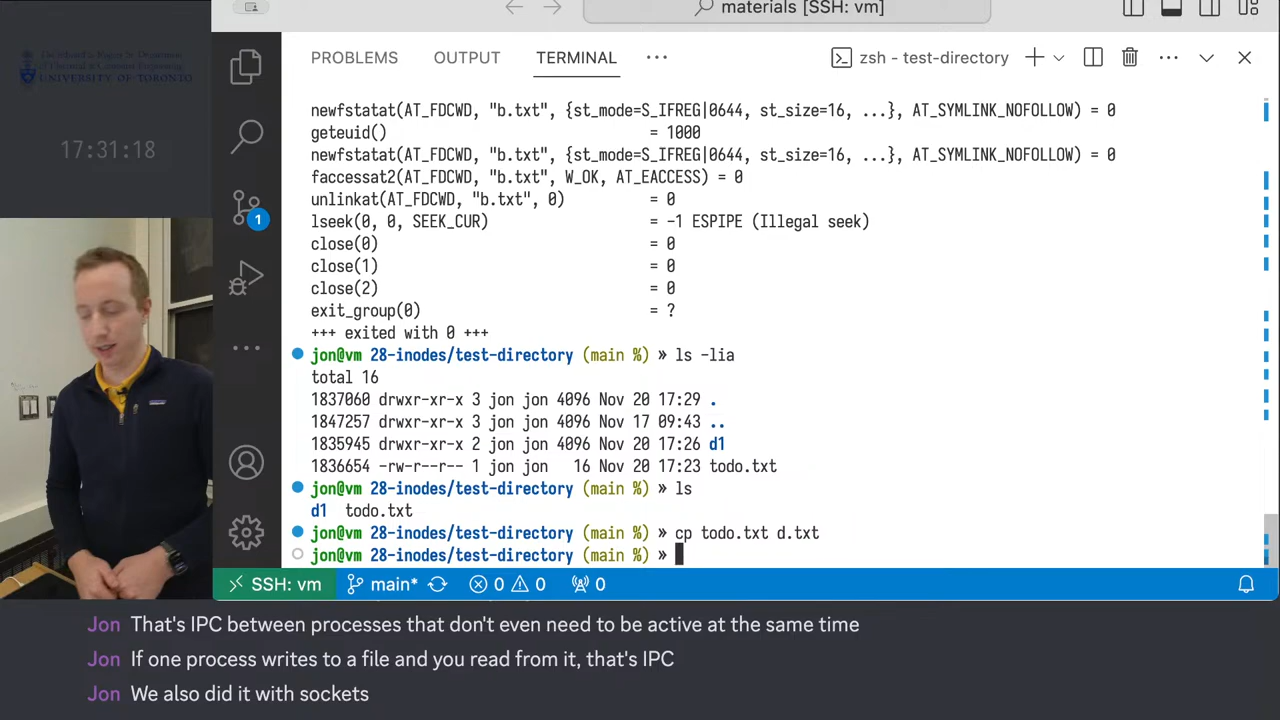 materials [SSH: vm]
PROBLEMS OUTPUT TERMINAL ··· zsh - test-directory
UNIVERSITY OF TORONTO
17:31:18
newfstatat(AT_FDCWD, "b.txt", {st_mode=S_IFREG|0644, st_size=16, ...}, AT_SYMLINK_NOFOLLOW) = 0
geteuid() = 1000
newfstatat(AT_FDCWD, "b.txt", {st_mode=S_IFREG|0644, st_size=16, ...}, AT_SYMLINK_NOFOLLOW) = 0
faccessat2(AT_FDCWD, "b.txt", W_OK, AT_EACCESS) = 0
unlinkat(AT_FDCWD, "b.txt", 0) = 0
lseek(0, 0, SEEK_CUR) = -1 ESPIPE (Illegal seek)
close(0) = 0
close(1) = 0
close(2) = 0
exit_group(0) = ?
+++ exited with 0 +++
jon@vm 28-inodes/test-directory (main %) » ls -lia
total 16
1837060 drwxr-xr-x 3 jon jon 4096 Nov 20 17:29 .
1847257 drwxr-xr-x 3 jon jon 4096 Nov 17 09:43 ..
1835945 drwxr-xr-x 2 jon jon 4096 Nov 20 17:26 d1
1836654 -rw-r--r-- 1 jon jon 16 Nov 20 17:23 todo.txt
jon@vm 28-inodes/test-directory (main %) » ls
d1 todo.txt
jon@vm 28-inodes/test-directory (main %) » cp todo.txt d.txt
jon@vm 28-inodes/test-directory (main %) »
1
SSH: vm main* 0 0 0
Jon That's IPC between processes that don't even need to be active at the same time
Jon If one process writes to a file and you read from it, that's IPC
Jon We also did it with sockets